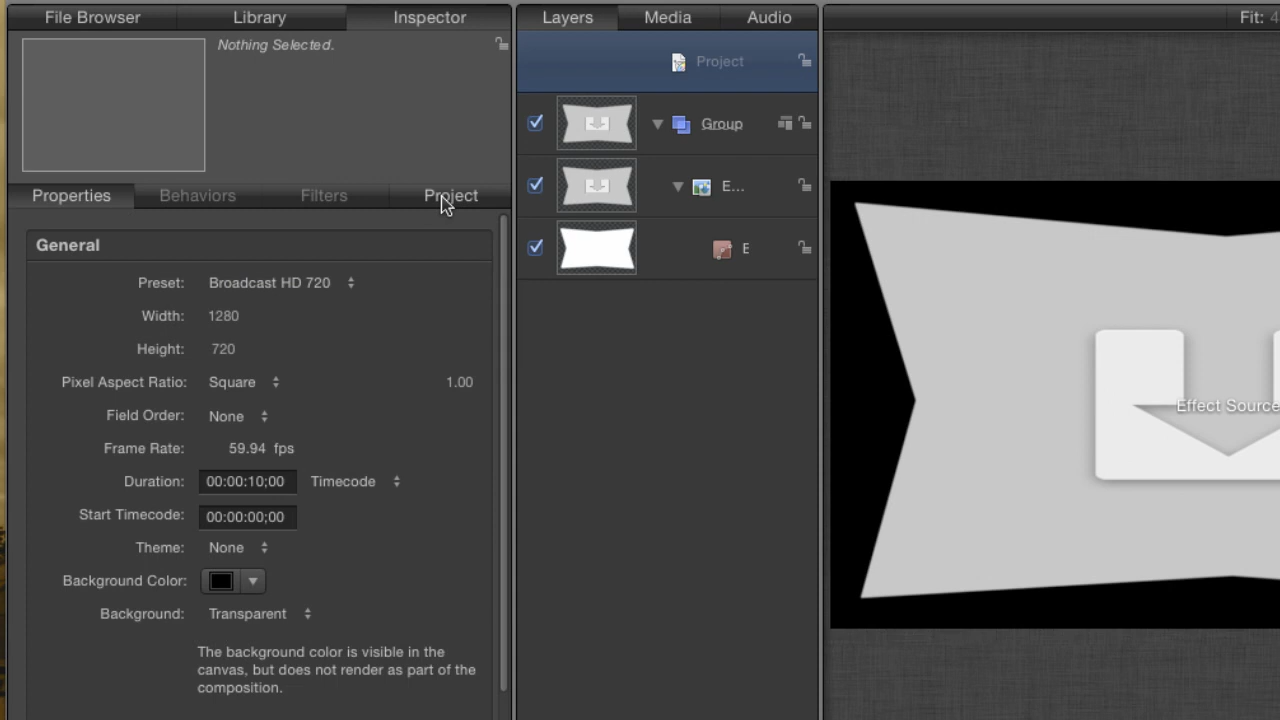 File Browser
Library
Inspector
Nothing Selected.
Properties
Behaviors
Filters
Project
General
Preset: Broadcast HD 720
Width: 1280
Height: 720
Pixel Aspect Ratio: Square 1.00
Field Order: None
Frame Rate: 59.94 fps
Duration: 00:00:10;00 Timecode
Start Timecode: 00:00:00;00
Theme: None
Background Color:
Background: Transparent
The background color is visible in the
canvas, but does not render as part of the
composition.
Layers
Media
Audio
Project
Group
E...
E
Fit: 4
Effect Source